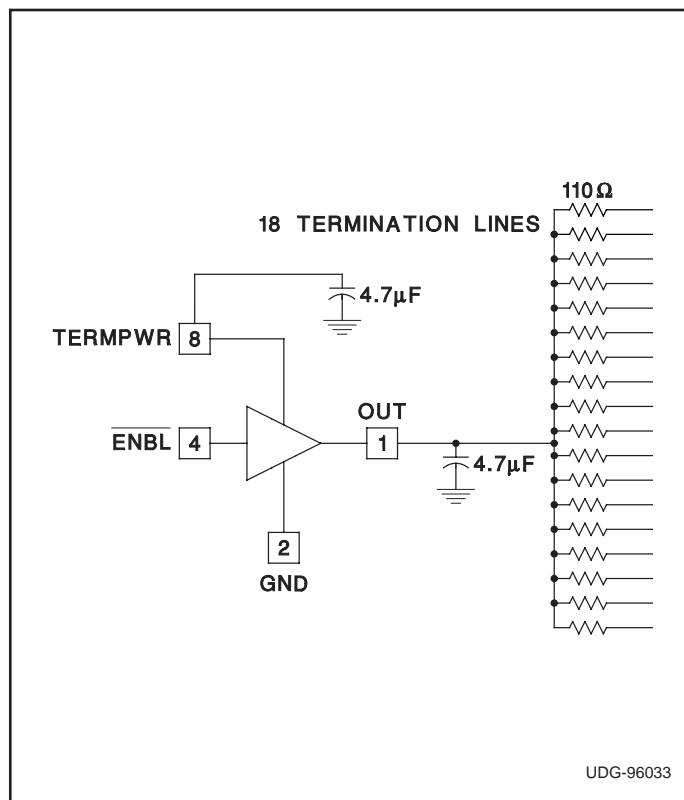 110Ω
18 TERMINATION LINES
4.7µF
TERMPWR 8
OUT
ENBL 4
1
4.7µF
2
GND
UDG-96033